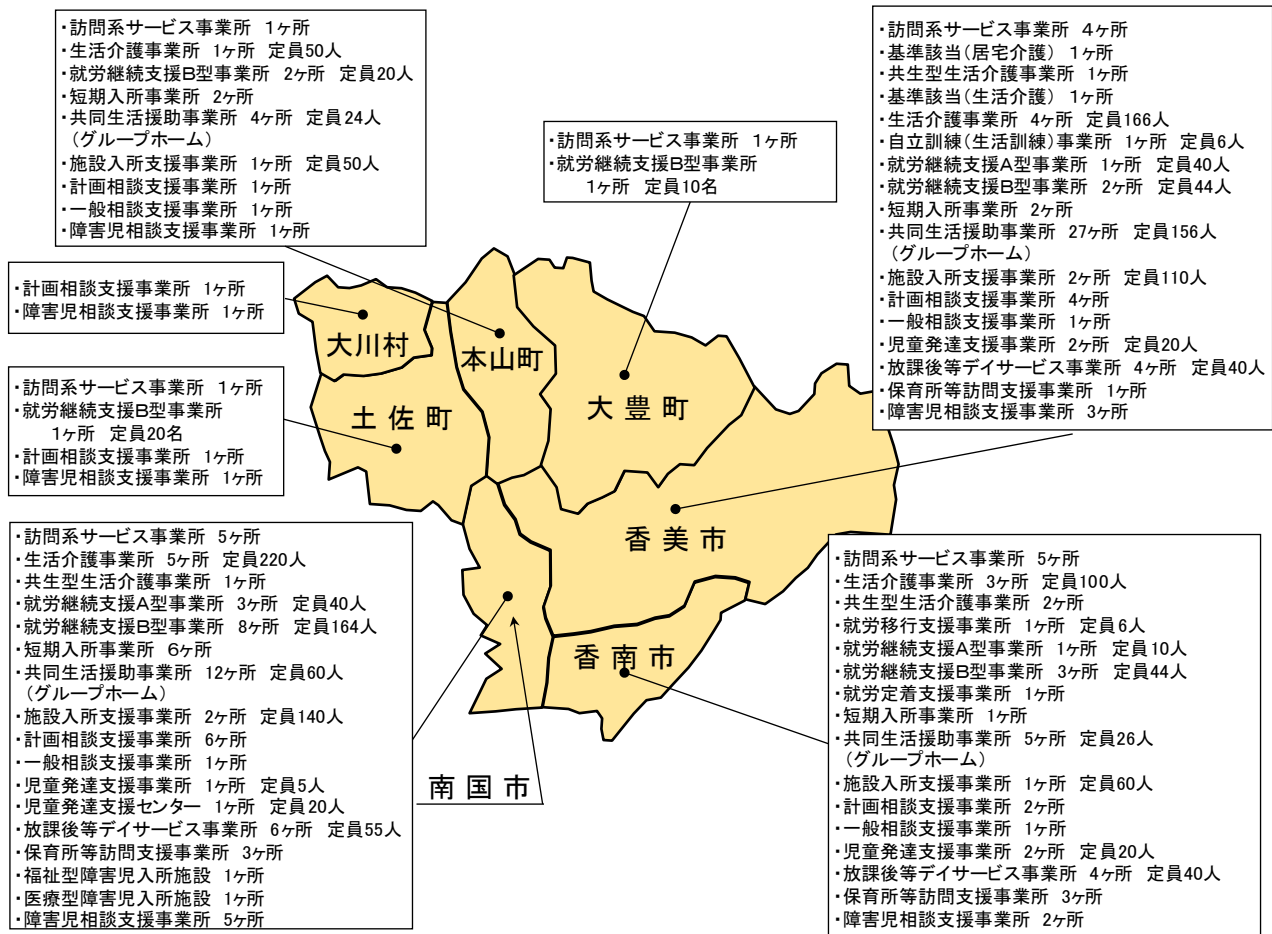 ・訪問系サービス事業所 1ヶ所
・生活介護事業所 1ヶ所 定員50人
・就労継続支援B型事業所 2ヶ所 定員20人
・短期入所事業所 2ヶ所
・共同生活援助事業所 4ヶ所 定員24人
(グループホーム)
・施設入所支援事業所 1ヶ所 定員50人
・計画相談支援事業所 1ヶ所
・一般相談支援事業所 1ヶ所
・障害児相談支援事業所 1ヶ所
・訪問系サービス事業所 1ヶ所
・就労継続支援B型事業所
1ヶ所 定員10名
・訪問系サービス事業所 4ヶ所
・基準該当(居宅介護) 1ヶ所
・共生型生活介護事業所 1ヶ所
・基準該当(生活介護) 1ヶ所
・生活介護事業所 4ヶ所 定員166人
・自立訓練(生活訓練)事業所 1ヶ所 定員6人
・就労継続支援A型事業所 1ヶ所 定員40人
・就労継続支援B型事業所 2ヶ所 定員44人
・短期入所事業所 2ヶ所
・共同生活援助事業所 27ヶ所 定員156人
(グループホーム)
・施設入所支援事業所 2ヶ所 定員110人
・計画相談支援事業所 4ヶ所
・一般相談支援事業所 1ヶ所
・児童発達支援事業所 2ヶ所 定員20人
・放課後等デイサービス事業所 4ヶ所 定員40人
・保育所等訪問支援事業所 1ヶ所
・障害児相談支援事業所 3ヶ所
・計画相談支援事業所 1ヶ所
・障害児相談支援事業所 1ヶ所
大川村
本山町
大豊町
土佐町
香美市
香南市
南国市
・訪問系サービス事業所 1ヶ所
・就労継続支援B型事業所
1ヶ所 定員20名
・計画相談支援事業所 1ヶ所
・障害児相談支援事業所 1ヶ所
・訪問系サービス事業所 5ヶ所
・生活介護事業所 5ヶ所 定員220人
・共生型生活介護事業所 1ヶ所
・就労継続支援A型事業所 3ヶ所 定員40人
・就労継続支援B型事業所 8ヶ所 定員164人
・短期入所事業所 6ヶ所
・共同生活援助事業所 12ヶ所 定員60人
(グループホーム)
・施設入所支援事業所 2ヶ所 定員140人
・計画相談支援事業所 6ヶ所
・一般相談支援事業所 1ヶ所
・児童発達支援事業所 1ヶ所 定員5人
・児童発達支援センター 1ヶ所 定員20人
・放課後等デイサービス事業所 6ヶ所 定員55人
・保育所等訪問支援事業所 3ヶ所
・福祉型障害児入所施設 1ヶ所
・医療型障害児入所施設 1ヶ所
・障害児相談支援事業所 5ヶ所
・訪問系サービス事業所 5ヶ所
・生活介護事業所 3ヶ所 定員100人
・共生型生活介護事業所 2ヶ所
・就労移行支援事業所 1ヶ所 定員6人
・就労継続支援A型事業所 1ヶ所 定員10人
・就労継続支援B型事業所 3ヶ所 定員44人
・就労定着支援事業所 1ヶ所
・短期入所事業所 1ヶ所
・共同生活援助事業所 5ヶ所 定員26人
(グループホーム)
・施設入所支援事業所 1ヶ所 定員60人
・計画相談支援事業所 2ヶ所
・一般相談支援事業所 1ヶ所
・児童発達支援事業所 2ヶ所 定員20人
・放課後等デイサービス事業所 4ヶ所 定員40人
・保育所等訪問支援事業所 3ヶ所
・障害児相談支援事業所 2ヶ所